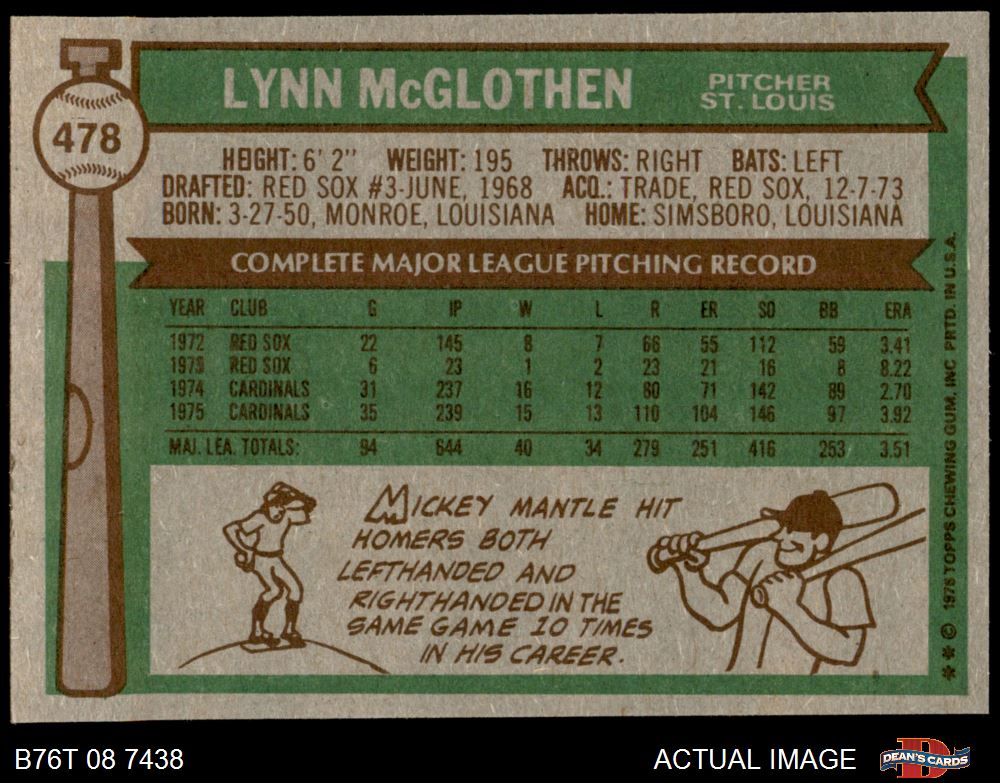 LYNN McGLOTHEN
PITCHER
ST. LOUIS
478
HEIGHT: 6' 2" WEIGHT: 195 THROWS: RIGHT BATS: LEFT
DRAFTED: RED SOX #3-JUNE, 1968 ACQ.: TRADE, RED SOX, 12-7-73
BORN: 3-27-50, MONROE, LOUISIANA HOME: SIMSBORO, LOUISIANA
COMPLETE MAJOR LEAGUE PITCHING RECORD
YEAR CLUB G IP W L R ER SO BB ERA
1972 RED SOX 22 145 8 7 66 55 112 59 3.41
1973 RED SOX 6 23 1 2 23 21 16 8 8.22
1974 CARDINALS 31 237 16 12 80 71 142 89 2.70
1975 CARDINALS 35 239 15 13 110 104 146 97 3.92
MAJ. LEA. TOTALS: 94 644 40 34 279 251 416 253 3.51
MICKEY MANTLE HIT
HOMERS BOTH
LEFTHANDED AND
RIGHTHANDED IN THE
SAME GAME 10 TIMES
IN HIS CAREER.
***© 1976 TOPPS CHEWING GUM, INC. PRTD. IN U.S.A.
B76T 08 7438
ACTUAL IMAGE
DEAN'S CARDS